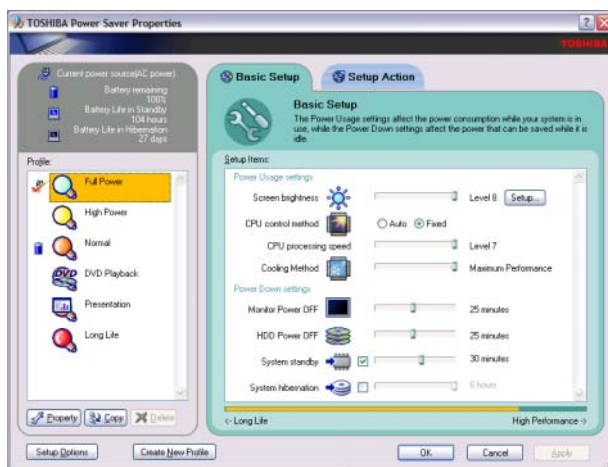 TOSHIBA Power Saver Properties
TOSHIBA
Current power source(AC power)
Battery remaining
100%
Battery Life in Standby
104 hours
Battery Life in Hibernation
27 days
Profile:
Full Power
High Power
Normal
DVD Playback
Presentation
Long Life
Property
Copy
Delete
Basic Setup
Setup Action
Basic Setup
The Power Usage settings affect the power consumption while your system is in
use, while the Power Down settings affect the power that can be saved while it is
idle.
Setup Items:
Power Usage settings
Screen brightness Level 8 Setup...
CPU control method Auto Fixed
CPU processing speed Level 7
Cooling Method Maximum Performance
Power Down settings
Monitor Power OFF 25 minutes
HDD Power OFF 25 minutes
System standby 30 minutes
System hibernation 6 hours
<- Long Life High Performance ->
Setup Options Create New Profile OK Cancel Apply